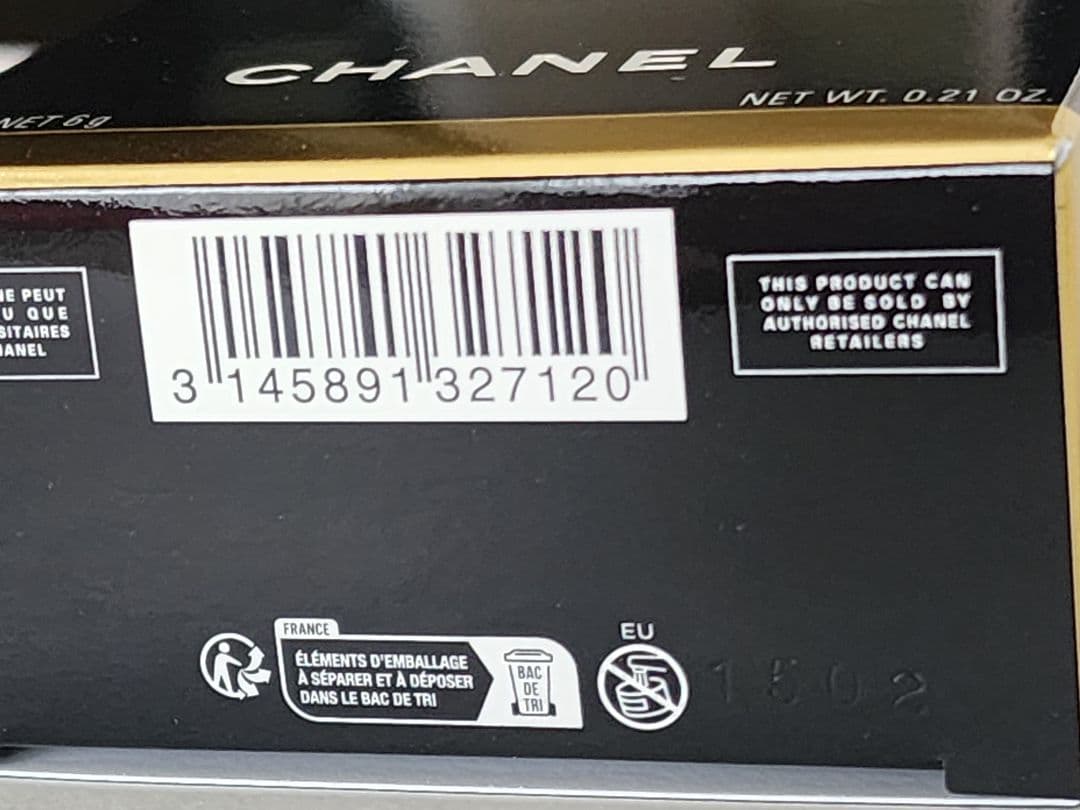 CHANEL
NET 6g
NET WT. 0.21 OZ.
NE PEUT
U QUE
SITAIRES
ANEL
3 145891 327120
THIS PRODUCT CAN
ONLY BE SOLD BY
AUTHORISED CHANEL
RETAILERS
FRANCE
ÉLÉMENTS D'EMBALLAGE
À SÉPARER ET À DÉPOSER
DANS LE BAC DE TRI
BAC
DE
TRI
EU
1502